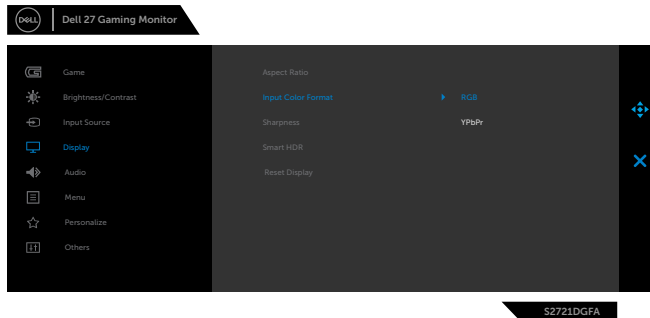 DELL Dell 27 Gaming Monitor
Game Aspect Ratio
Brightness/Contrast Input Color Format RGB
Input Source Sharpness YPbPr
Display Smart HDR
Audio Reset Display
Menu
Personalize
Others
S2721DGFA